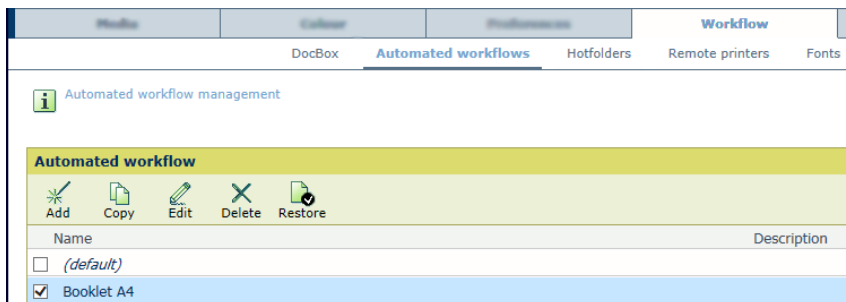 Workflow
DocBox Automated workflows Hotfolders Remote printers Fonts
Automated workflow management
Automated workflow
Add Copy Edit Delete Restore
Name Description
(default)
Booklet A4